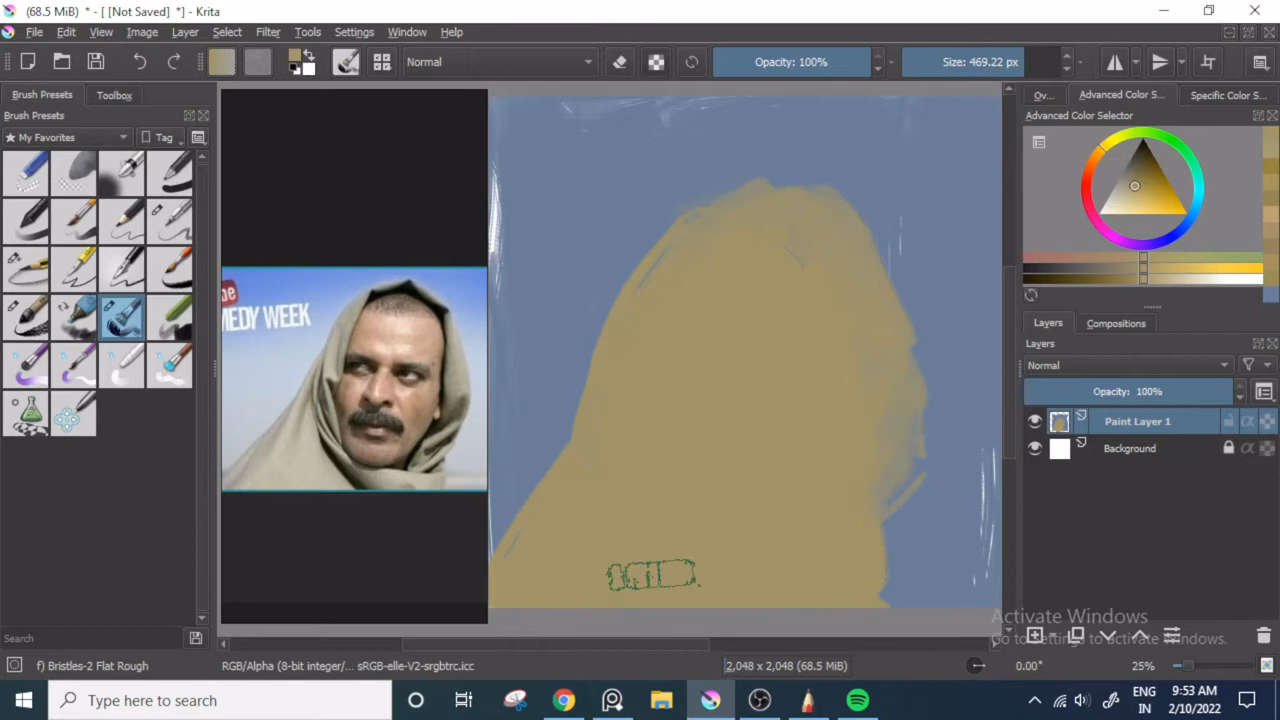 (68.5 MiB) * - [ [Not Saved] *] - Krita
File Edit View Image Layer Select Filter Tools Settings Window Help
Normal
Opacity: 100%
Size: 469.22 px
Brush Presets
Toolbox
Ov...
Advanced Color S...
Specific Color S...
Brush Presets
Advanced Color Selector
My Favorites
Tag
be
MEDY WEEK
Layers
Compositions
Layers
Normal
Opacity: 100%
Paint Layer 1
Background
Activate Windows
Go to Settings to activate Windows.
Search
f) Bristles-2 Flat Rough
RGB/Alpha (8-bit integer/... sRGB-elle-V2-srgbtrc.icc
2,048 x 2,048 (68.5 MiB)
0.00°
25%
Type here to search
ENG
IN
9:53 AM
2/10/2022